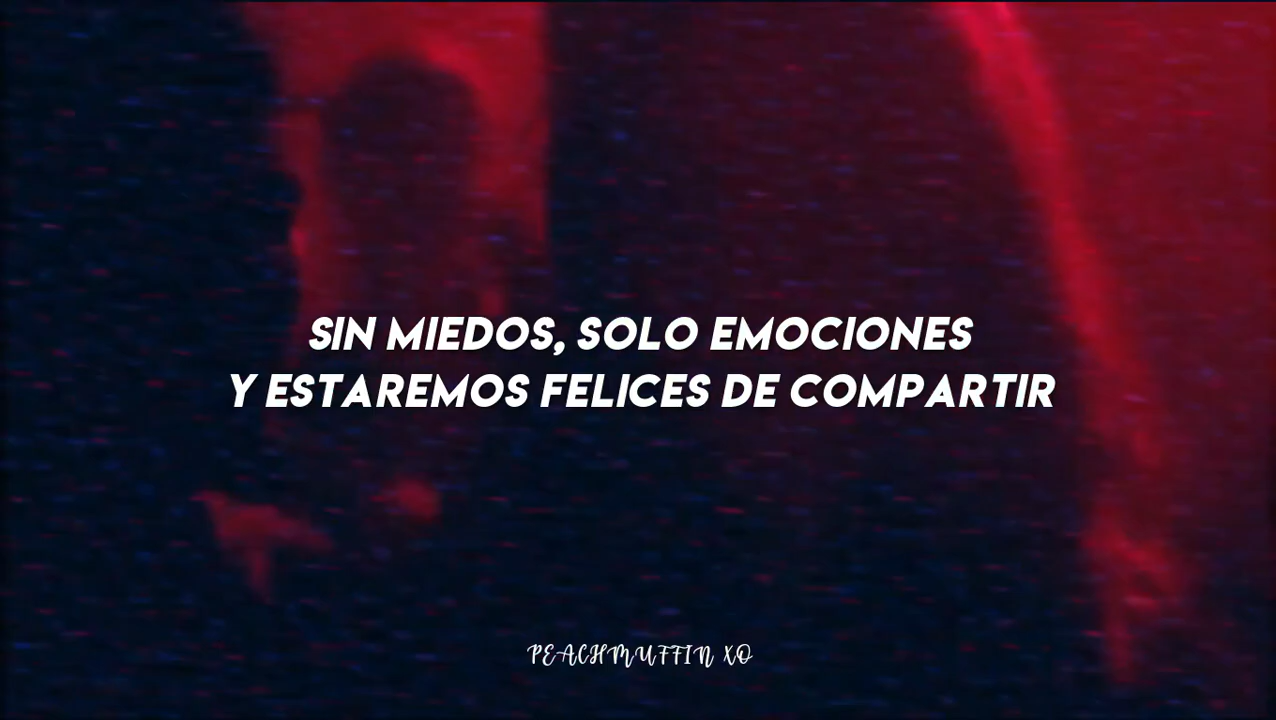 SIN MIEDOS, SOLO EMOCIONES
Y ESTAREMOS FELICES DE COMPARTIR
PEACHMUFFIN XO